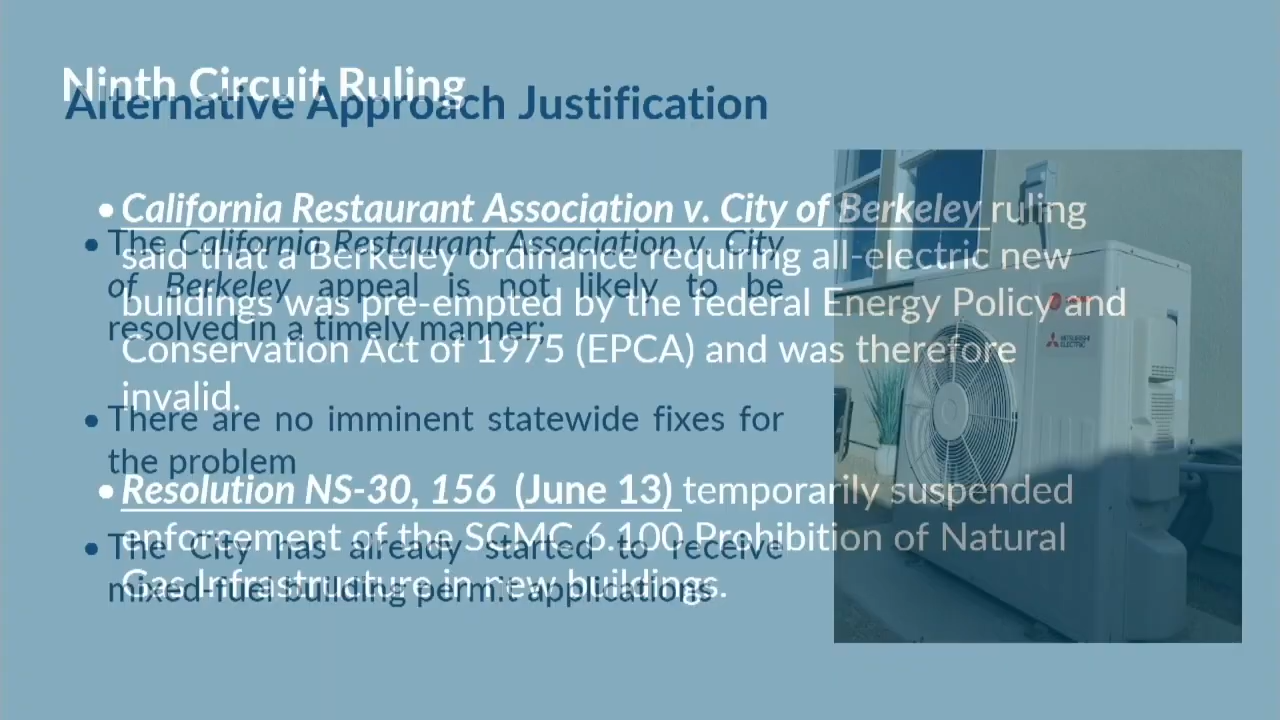 Ninth Circuit Ruling
• California Restaurant Association v. City of Berkeley ruling
said that a Berkeley ordinance requiring all-electric new
buildings was pre-empted by the federal Energy Policy and
Conservation Act of 1975 (EPCA) and was therefore
invalid.
• Resolution NS-30, 156 (June 13) temporarily suspended
enforcement of the SCMC 6.100 Prohibition of Natural
Gas Infrastructure in new buildings.
Alternative Approach Justification
• The California Restaurant Association v. City
of Berkeley appeal is not likely to be
resolved in a timely manner;
• There are no imminent statewide fixes for
the problem
• The City has already started to receive
mixed-fuel building permit applications
MITSUBISHI
ELECTRIC